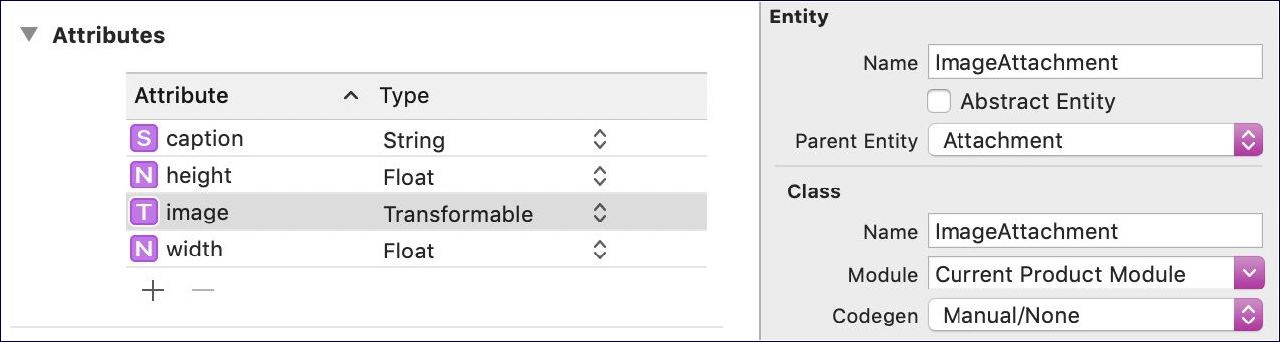 Attributes
Attribute Type
S caption String
N height Float
T image Transformable
N width Float
Entity
Name ImageAttachment
Abstract Entity
Parent Entity Attachment
Class
Name ImageAttachment
Module Current Product Module
Codegen Manual/None